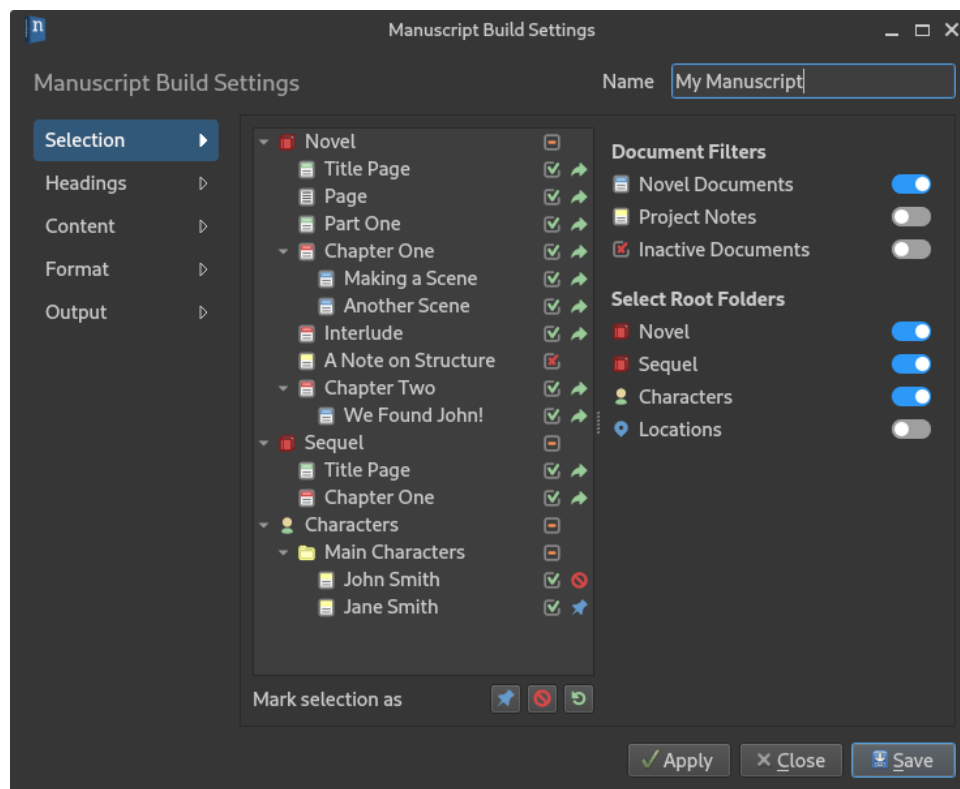 n
Manuscript Build Settings
Manuscript Build Settings
Name
My Manuscript
Selection
Headings
Content
Format
Output
Novel
Title Page
Page
Part One
Chapter One
Making a Scene
Another Scene
Interlude
A Note on Structure
Chapter Two
We Found John!
Sequel
Title Page
Chapter One
Characters
Main Characters
John Smith
Jane Smith
Mark selection as
Document Filters
Novel Documents
Project Notes
Inactive Documents
Select Root Folders
Novel
Sequel
Characters
Locations
Apply
Close
Save